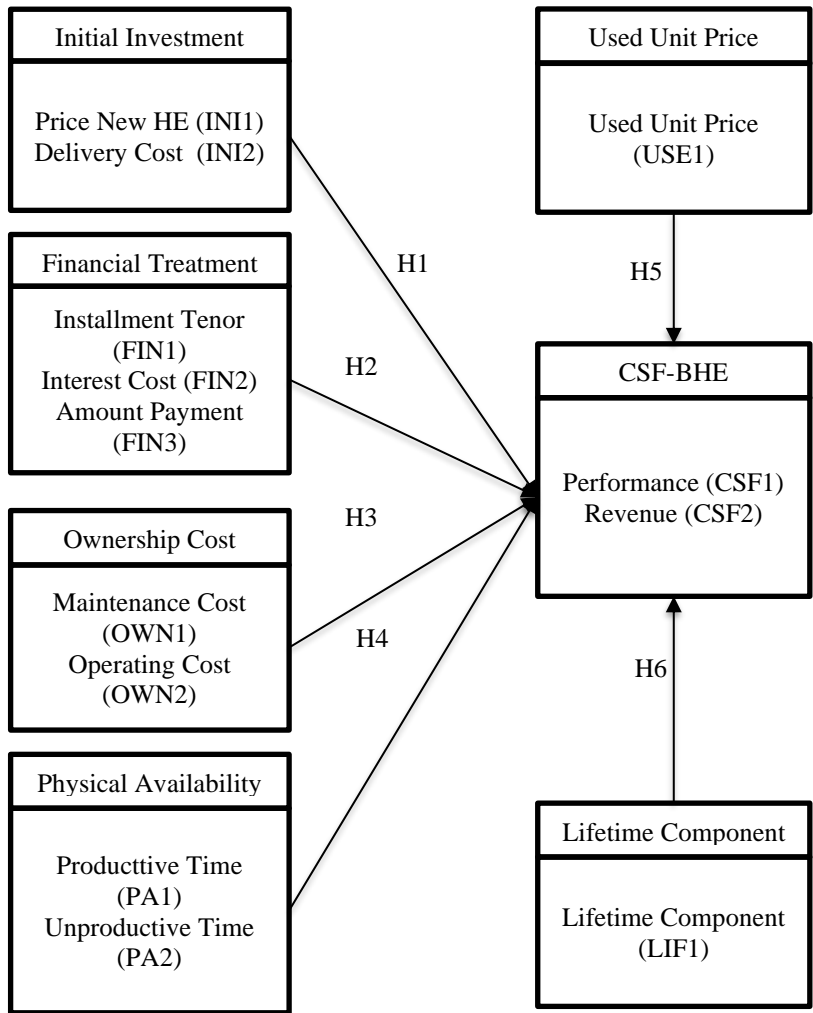 Initial Investment
Price New HE (INI1)
Delivery Cost (INI2)
Financial Treatment
Installment Tenor
(FIN1)
Interest Cost (FIN2)
Amount Payment
(FIN3)
Ownership Cost
Maintenance Cost
(OWN1)
Operating Cost
(OWN2)
Physical Availability
Producttive Time
(PA1)
Unproductive Time
(PA2)
H1
H2
H3
H4
Used Unit Price
Used Unit Price
(USE1)
H5
CSF-BHE
Performance (CSF1)
Revenue (CSF2)
H6
Lifetime Component
Lifetime Component
(LIF1)